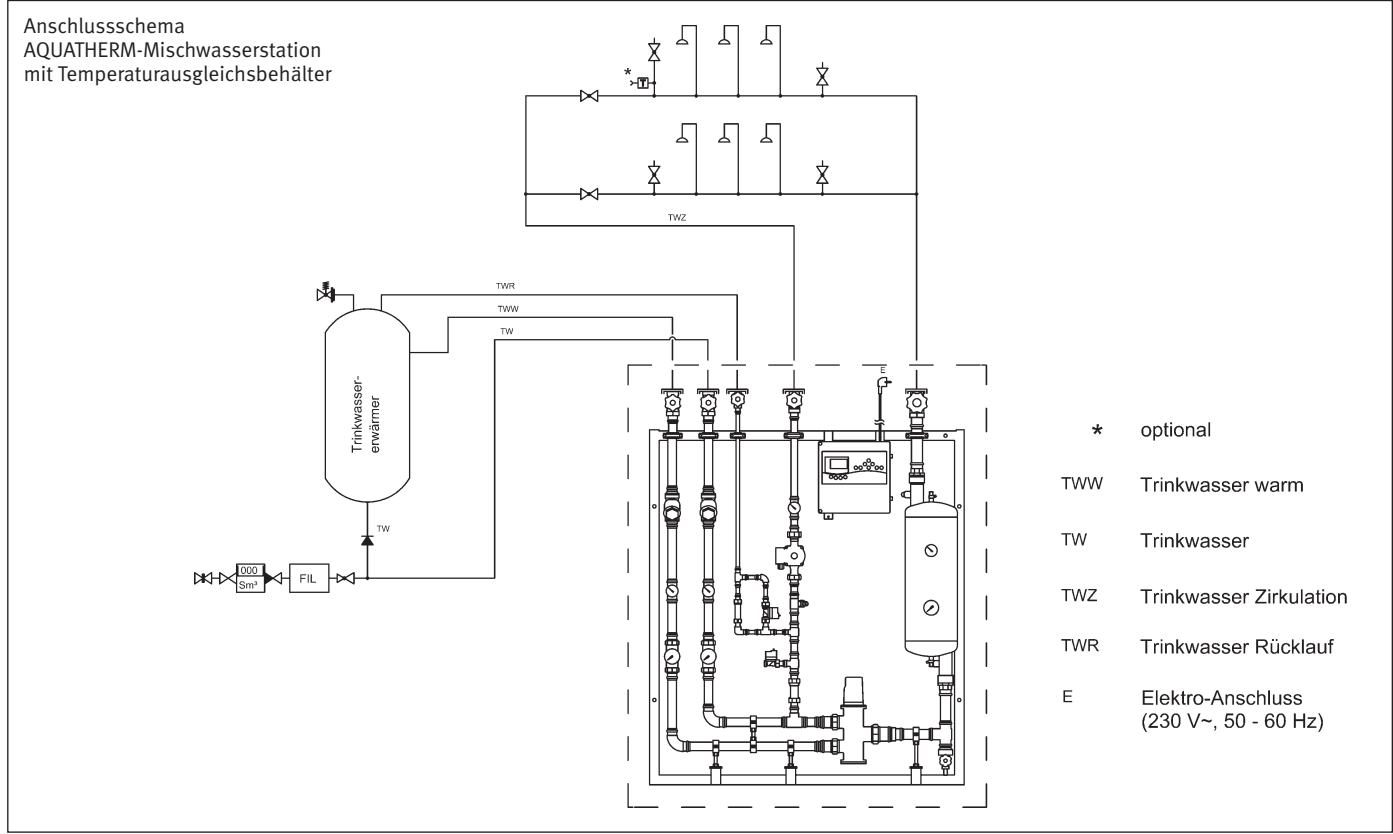 Anschlussschema
AQUATHERM-Mischwasserstation
mit Temperaturausgleichsbehälter
*
T
TWZ
TWR
TWW
TW
E
Trinkwasser-
erwärmer
TW
000
Sm³
FIL
* optional
TWW Trinkwasser warm
TW Trinkwasser
TWZ Trinkwasser Zirkulation
TWR Trinkwasser Rücklauf
E Elektro-Anschluss
(230 V~, 50 - 60 Hz)